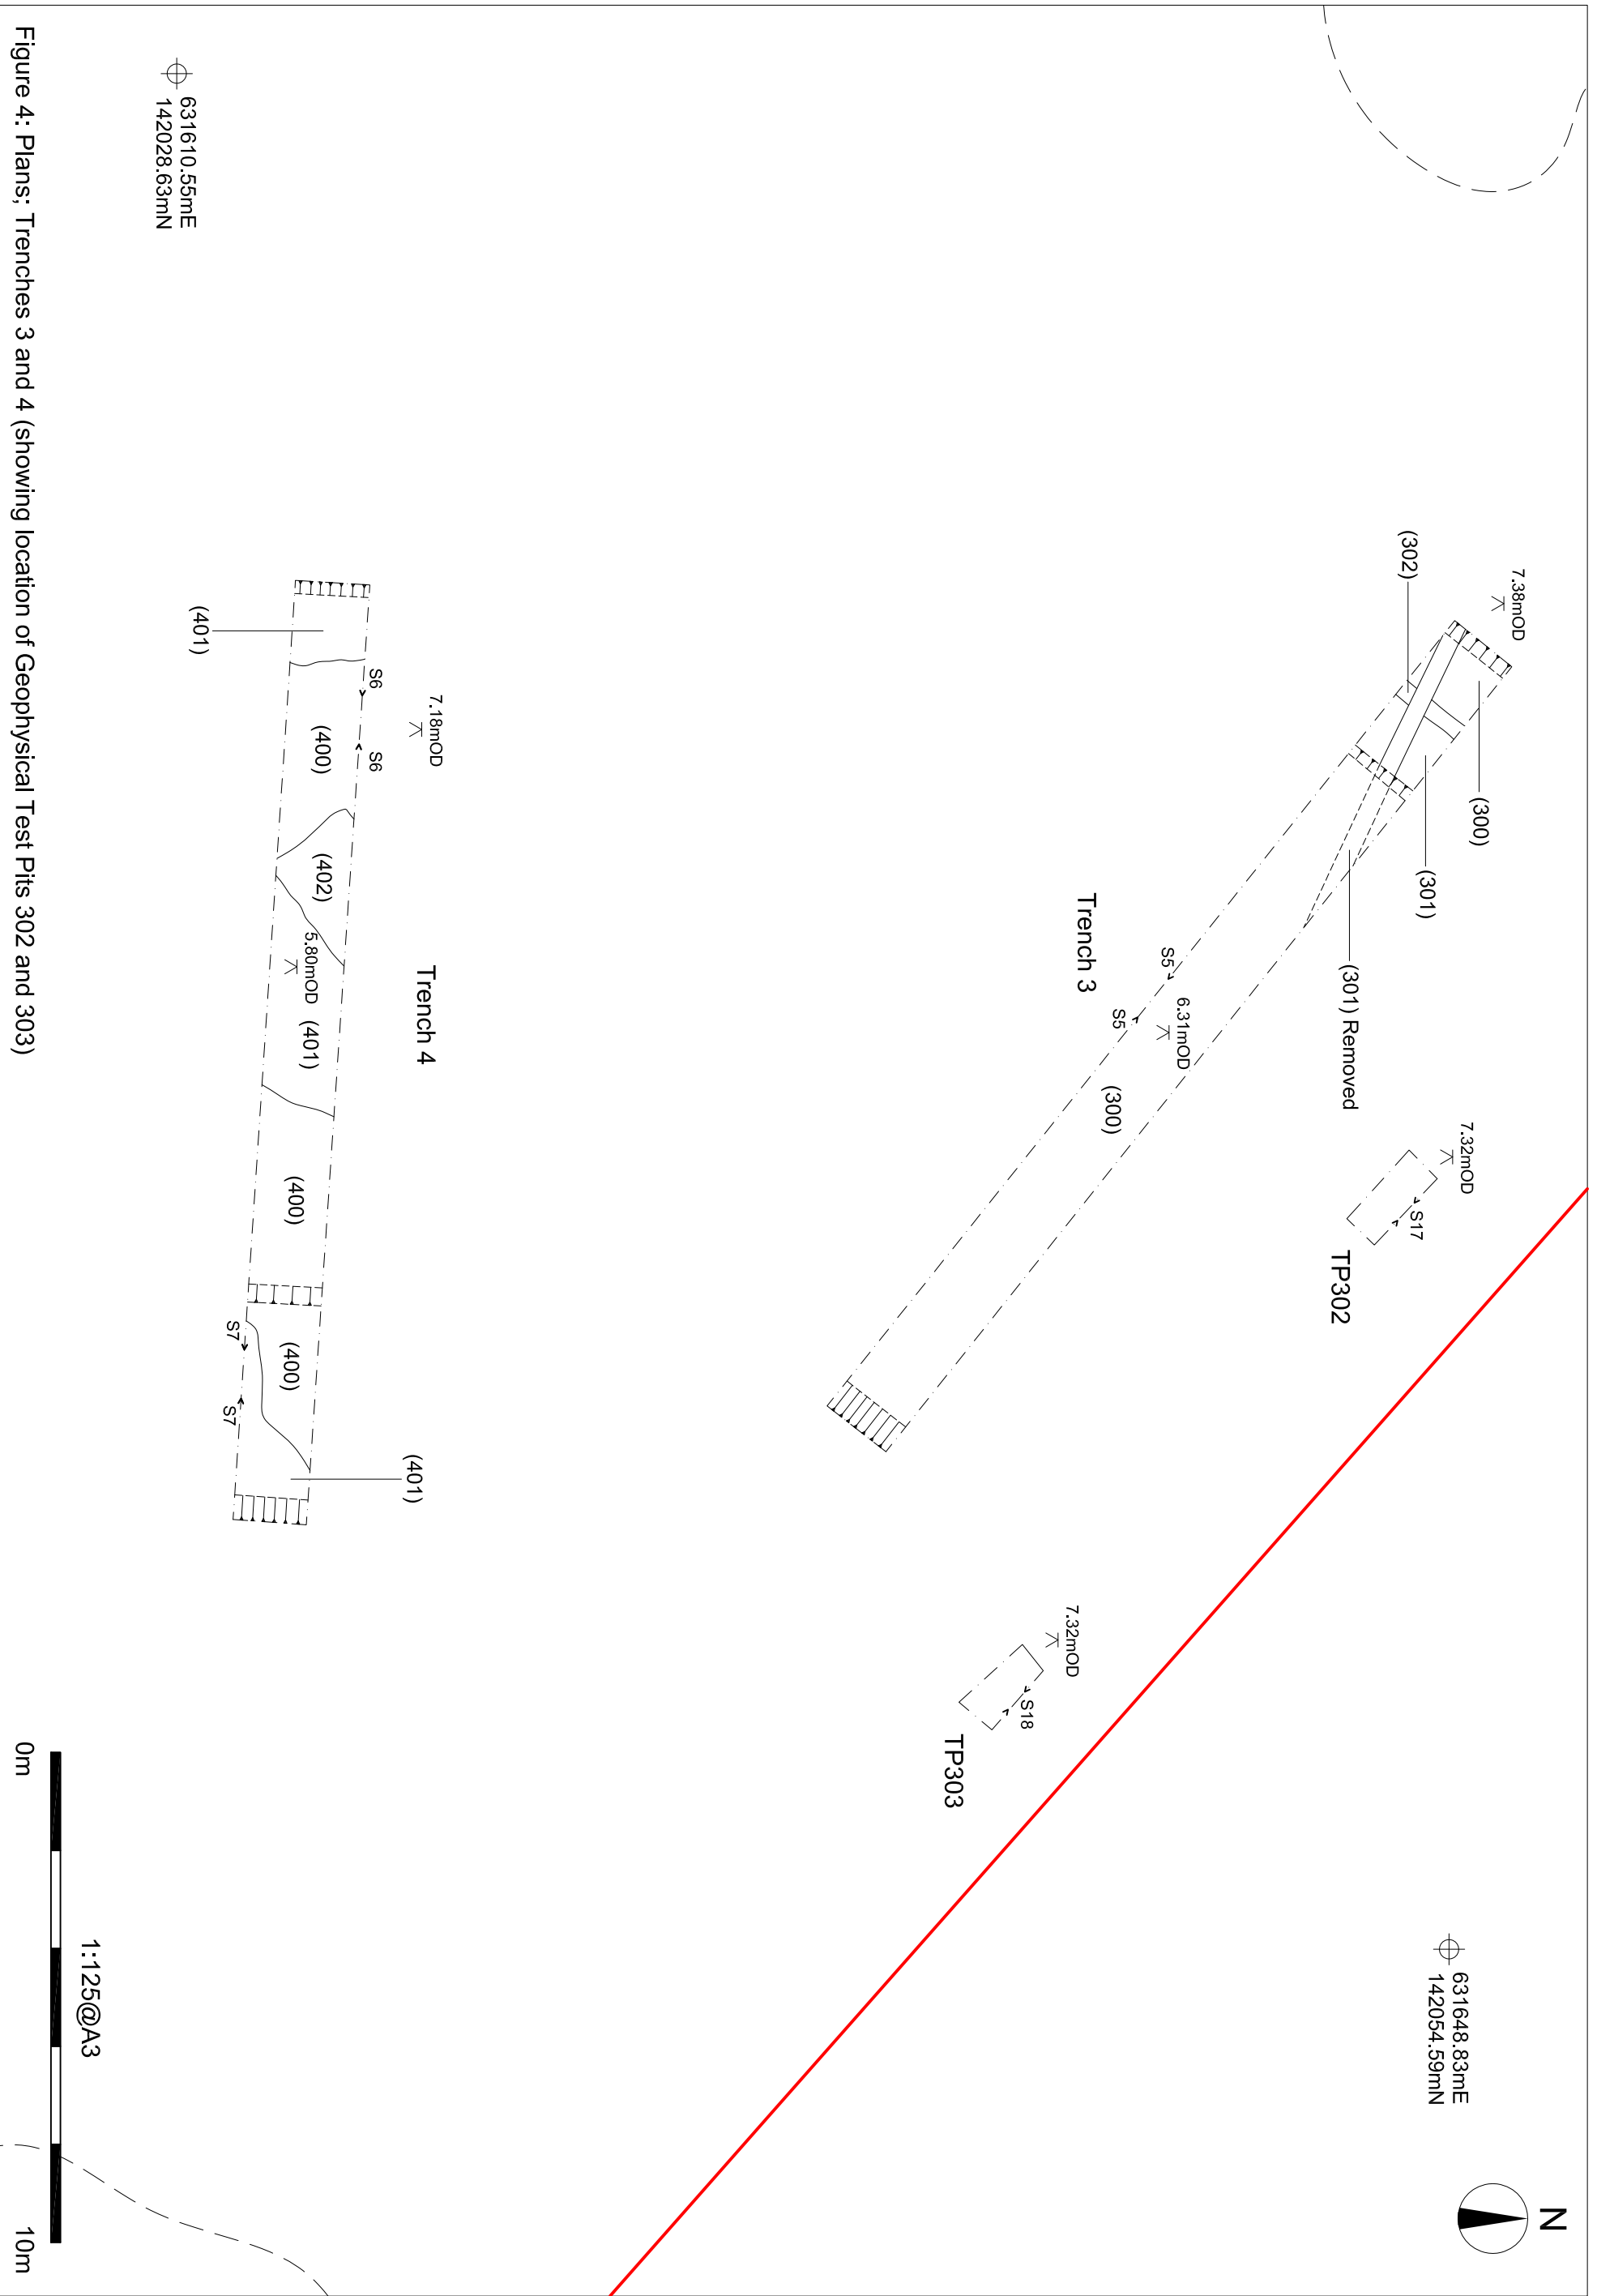 N
631648.83mE
142054.59mN
7.38mOD
(300)
(302)
(301)
(301) Removed
7.32mOD
S17
TP302
S5
S5
6.31mOD
(300)
Trench 3
7.32mOD
S18
TP303
7.18mOD
Trench 4
S6
S6
(401)
(400)
(402)
5.80mOD
(401)
(400)
(400)
(401)
S7
S7
631610.55mE
142028.63mN
1:125@A3
0m
10m
Figure 4: Plans; Trenches 3 and 4 (showing location of Geophysical Test Pits 302 and 303)